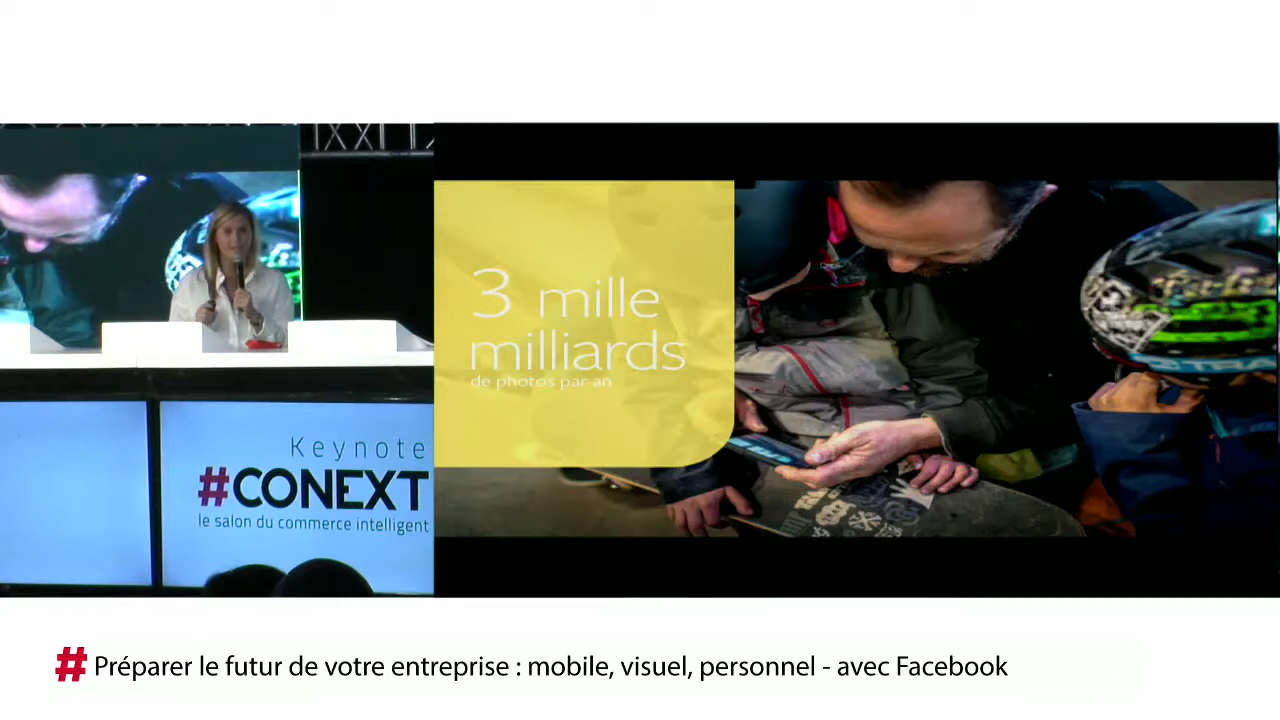 Keynote
#CONEXT
le salon du commerce intelligent
3 mille
milliards
de photos par an
# Préparer le futur de votre entreprise : mobile, visuel, personnel - avec Facebook